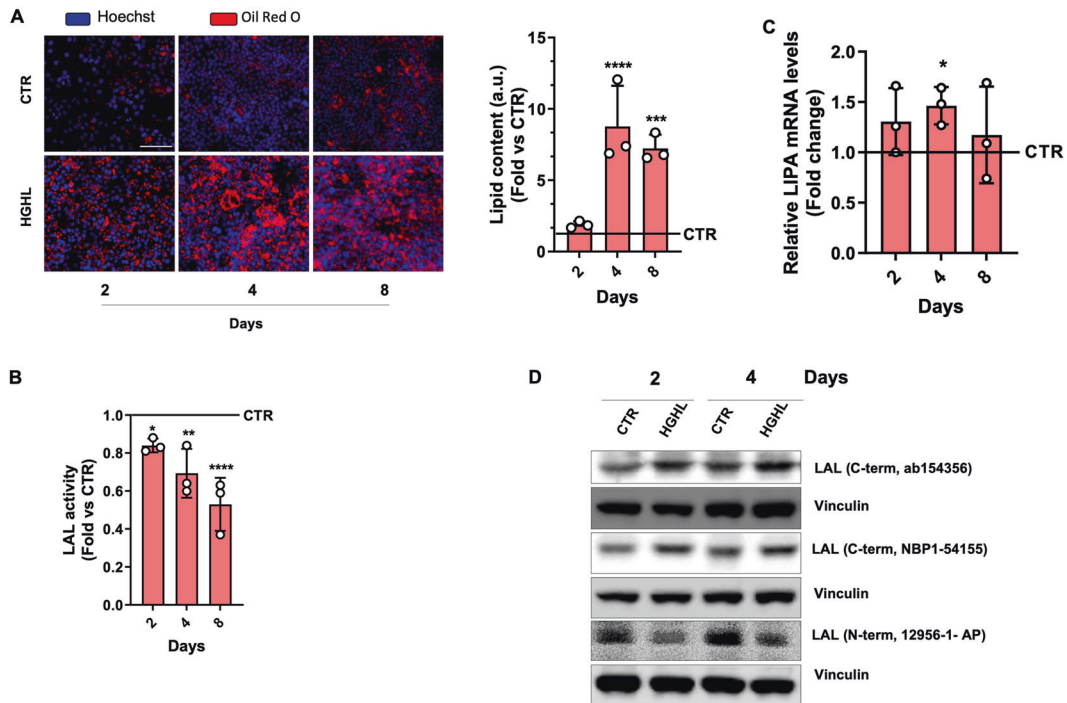 A
Hoechst
Oil Red O
CTR
HGHL
2 4 8
Days
Lipid content (a.u.)
(Fold vs CTR)
15
10
5
0
****
***
CTR
2 4 8
Days
C
Relative LIPA mRNA levels
(Fold change)
2.0
1.5
1.0
0.5
0.0
*
CTR
2 4 8
Days
B
LAL activity
(Fold vs CTR)
1.0
0.8
0.6
0.4
0.2
0.0
CTR
*
**
****
2 4 8
Days
D
2 4 Days
CTR HGHL CTR HGHL
LAL (C-term, ab154356)
Vinculin
LAL (C-term, NBP1-54155)
Vinculin
LAL (N-term, 12956-1- AP)
Vinculin